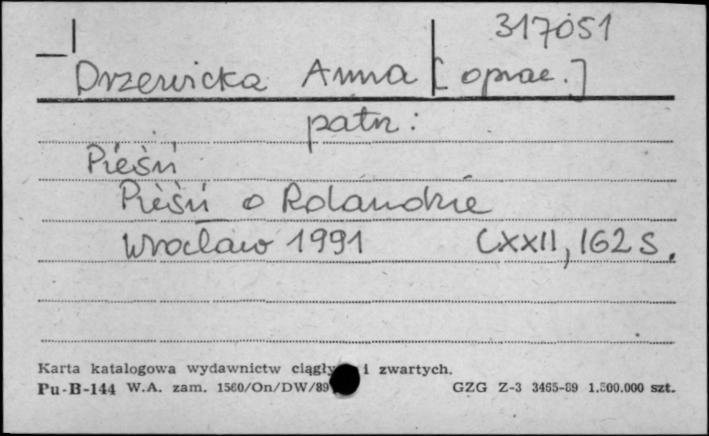 317051
Drzewicka Anna [oprac.]
patrz:
Pieśń
Pieśń o Rolandzie
Wrocław 1991 CXXII, 162 s.
Karta katalogowa wydawnictw ciągły i zwartych.
Pu-B-144 W.A. zam. 1560/On/DW/89 GZG Z-3 3465-89 1.500.000 szt.